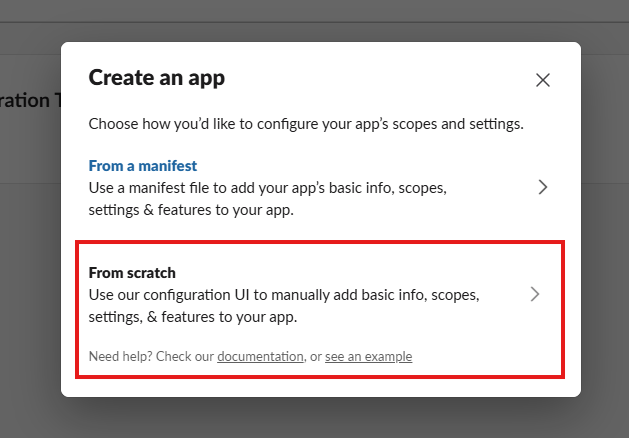 Create an app
ration T
Choose how you'd like to configure your app's scopes and settings.
From a manifest
Use a manifest file to add your app's basic info, scopes,
settings & features to your app.
From scratch
Use our configuration UI to manually add basic info, scopes,
settings, & features to your app.
Need help? Check our documentation, or see an example